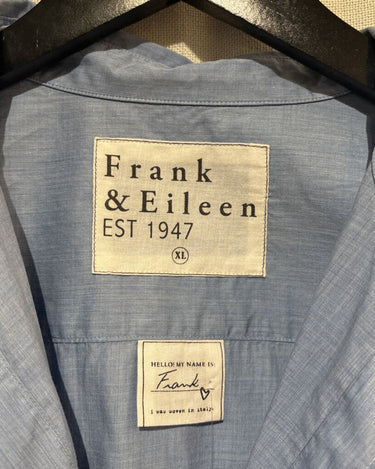 Frank
& Eileen
EST 1947
XL
HELLO! MY NAME IS:
Frank
I was woven in italy.